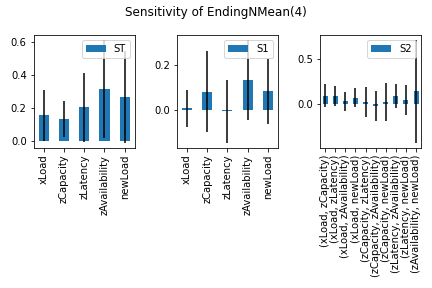 Sensitivity of EndingNMean(4)
0.6
0.4
0.2
0.0
ST
xLoad
zCapacity
zLatency
zAvailability
newLoad
0.2
0.0
S1
xLoad
zCapacity
zLatency
zAvailability
newLoad
0.5
0.0
S2
(xLoad, zCapacity)
(xLoad, zLatency)
(xLoad, zAvailability)
(xLoad, newLoad)
(zCapacity, zLatency)
(zCapacity, zAvailability)
(zCapacity, newLoad)
(zLatency, zAvailability)
(zLatency, newLoad)
(zAvailability, newLoad)